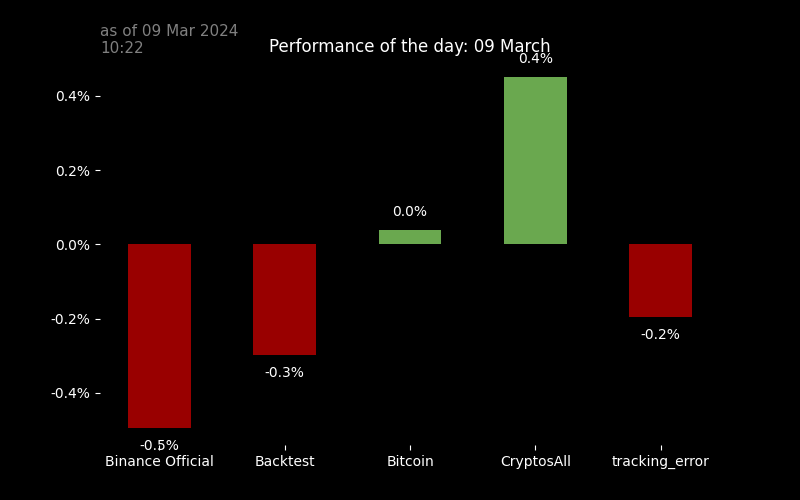 as of 09 Mar 2024
10:22
Performance of the day: 09 March
0.4%
0.4%
0.2%
0.0%
0.0%
-0.2%
-0.2%
-0.3%
-0.4%
-0.5%
Binance Official
Backtest
Bitcoin
CryptosAll
tracking_error